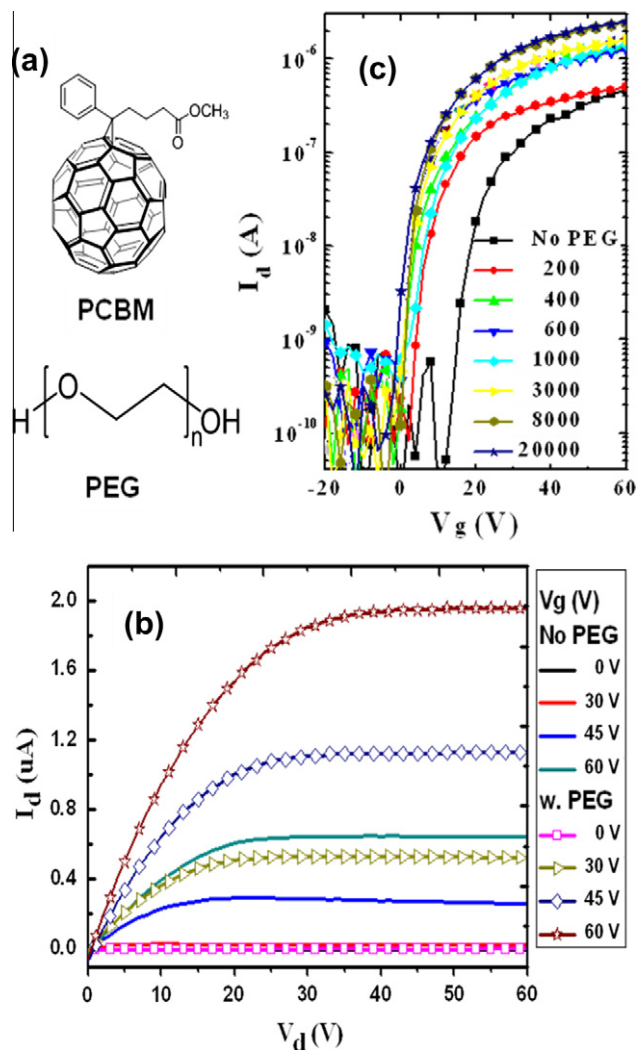 (a)
OCH₃
O
PCBM
H
O
OH
n
PEG
(c)
I_d (A)
10⁻⁶
10⁻⁷
10⁻⁸
10⁻⁹
10⁻¹⁰
No PEG
200
400
600
1000
3000
8000
20000
-20 0 20 40 60
V_g (V)
(b)
I_d (uA)
2.0
1.6
1.2
0.8
0.4
0.0
0 10 20 30 40 50 60
V_d (V)
Vg (V)
No PEG
0 V
30 V
45 V
60 V
w. PEG
0 V
30 V
45 V
60 V